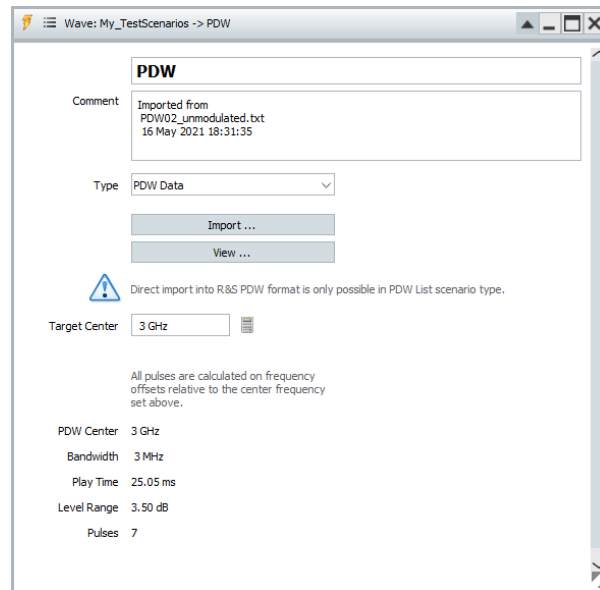 Wave: My_TestScenarios -> PDW
PDW
Comment
Imported from
PDW02_unmodulated.txt
16 May 2021 18:31:35
Type PDW Data
Import ...
View ...
Direct import into R&S PDW format is only possible in PDW List scenario type.
Target Center 3 GHz
All pulses are calculated on frequency
offsets relative to the center frequency
set above.
PDW Center 3 GHz
Bandwidth 3 MHz
Play Time 25.05 ms
Level Range 3.50 dB
Pulses 7